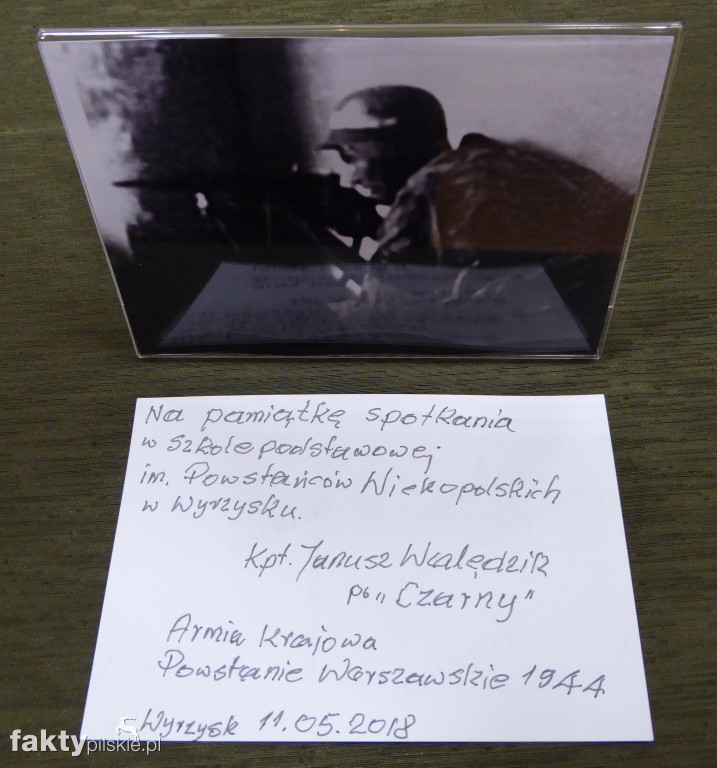 Na pamiątkę spotkania
w Szkole podstawowej
im. Powstańców Wielkopolskich
w Wyrzysku.
Kpt. Janusz Walędzik
ps „Czarny"
Armia Krajowa
Powstanie Warszawskie 1944
Wyrzysk 11.05.2018
faktypilskie.pl